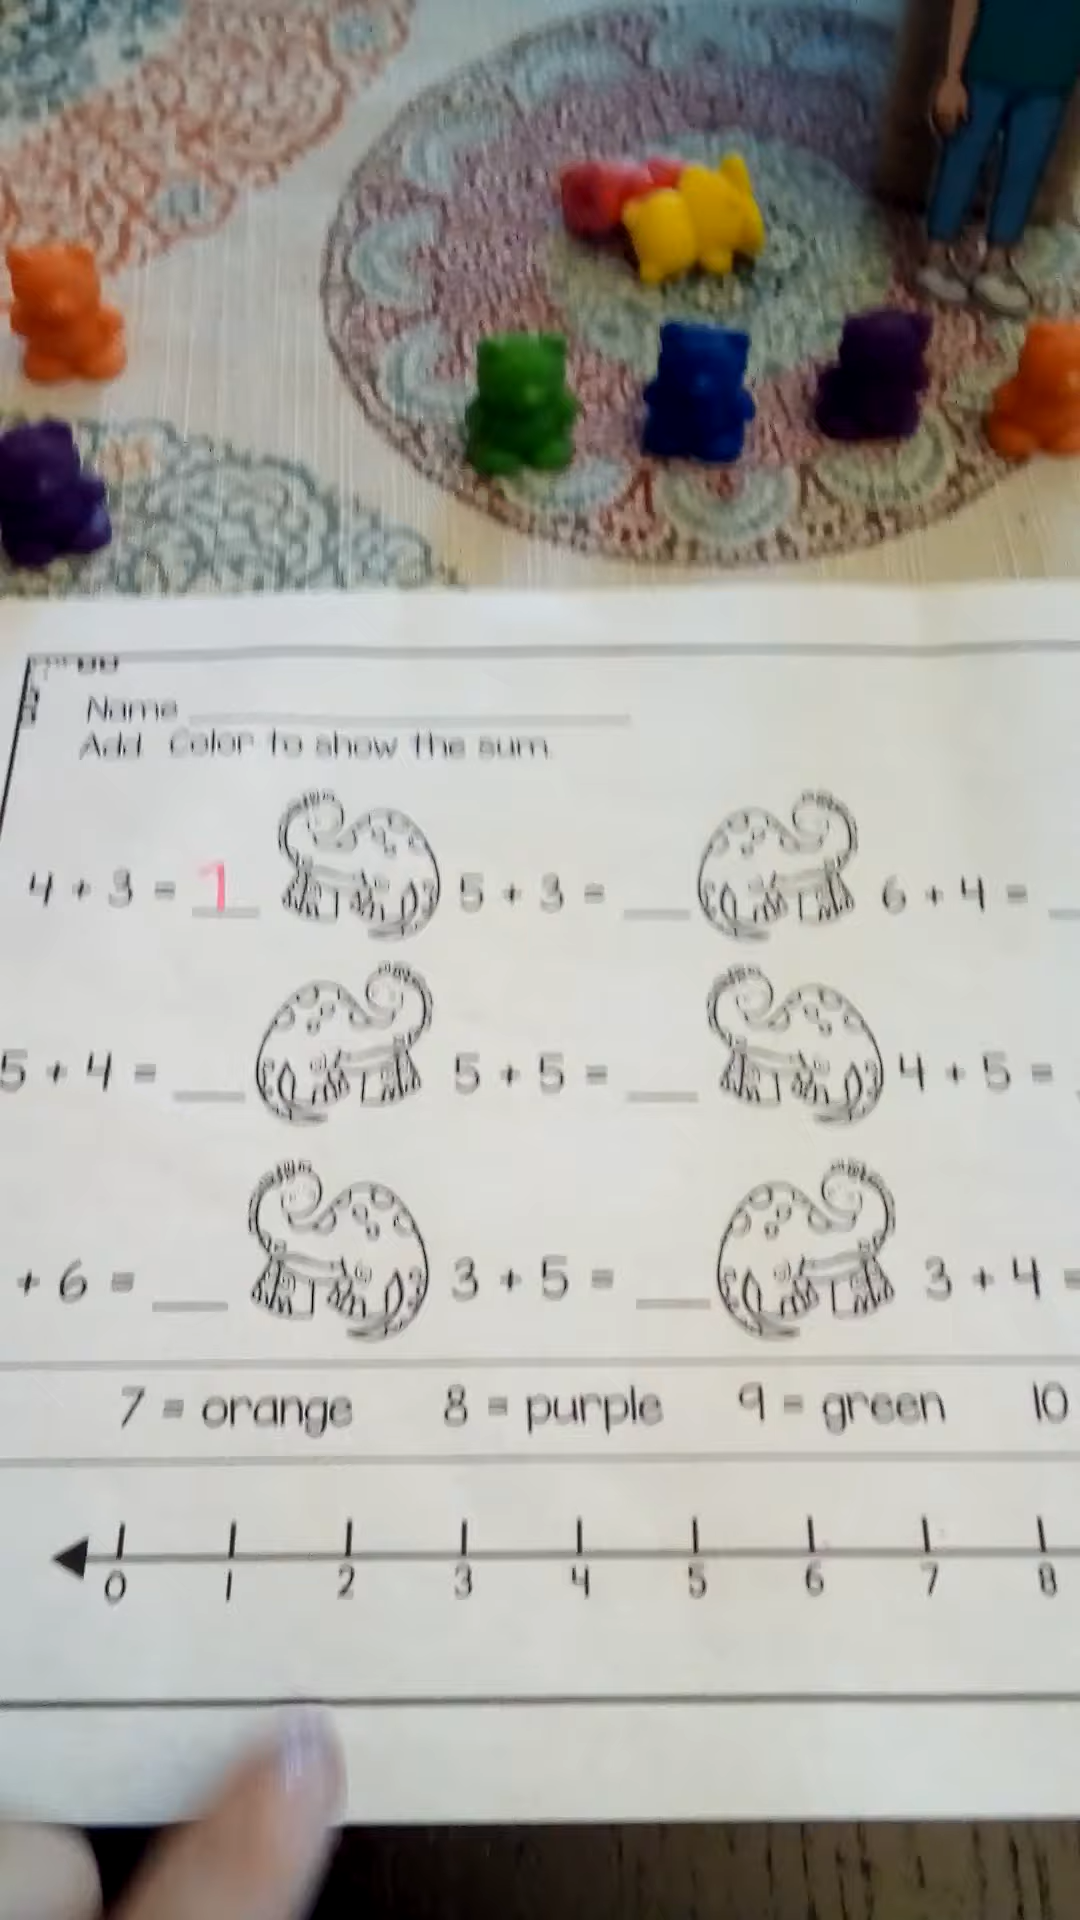 Name
Add. Color to show the sum.
4 + 3 = 1 5 + 3 = 6 + 4 =
5 + 4 = 5 + 5 = 4 + 5 =
+ 6 = 3 + 5 = 3 + 4 =
7 = orange 8 = purple 9 = green 10
0 1 2 3 4 5 6 7 8